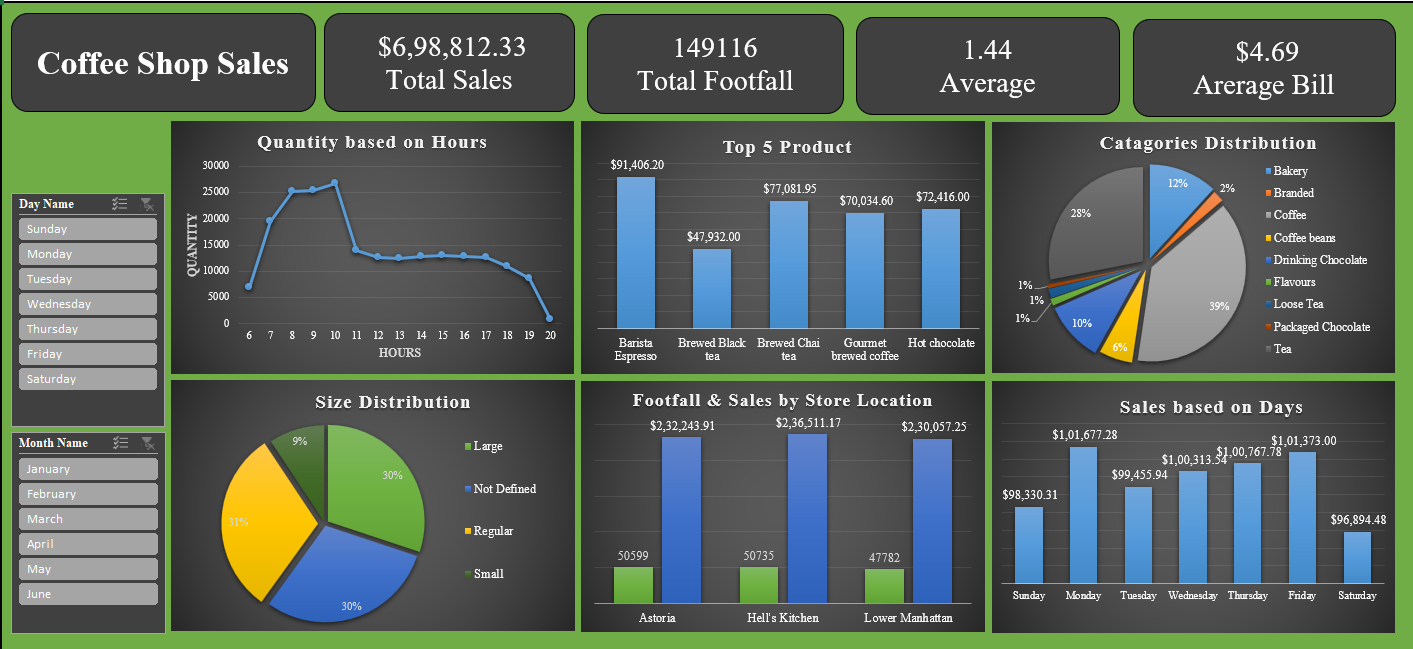 Coffee Shop Sales
$6,98,812.33
Total Sales
149116
Total Footfall
1.44
Average
$4.69
Arerage Bill
Day Name
Sunday
Monday
Tuesday
Wednesday
Thursday
Friday
Saturday
Month Name
January
February
March
April
May
June
Quantity based on Hours
QUANTITY
30000
25000
20000
15000
10000
5000
0
6 7 8 9 10 11 12 13 14 15 16 17 18 19 20
HOURS
Top 5 Product
$91,406.20
$47,932.00
$77,081.95
$70,034.60
$72,416.00
Barista
Espresso
Brewed Black
tea
Brewed Chai
tea
Gourmet
brewed coffee
Hot chocolate
Catagories Distribution
12%
2%
39%
6%
10%
1%
1%
1%
28%
Bakery
Branded
Coffee
Coffee beans
Drinking Chocolate
Flavours
Loose Tea
Packaged Chocolate
Tea
Size Distribution
30%
30%
31%
9%
Large
Not Defined
Regular
Small
Footfall & Sales by Store Location
$2,32,243.91
$2,36,511.17
$2,30,057.25
50599
50735
47782
Astoria
Hell's Kitchen
Lower Manhattan
Sales based on Days
$98,330.31
$1,01,677.28
$99,455.94
$1,00,313.54
$1,00,767.78
$1,01,373.00
$96,894.48
Sunday
Monday
Tuesday
Wednesday
Thursday
Friday
Saturday